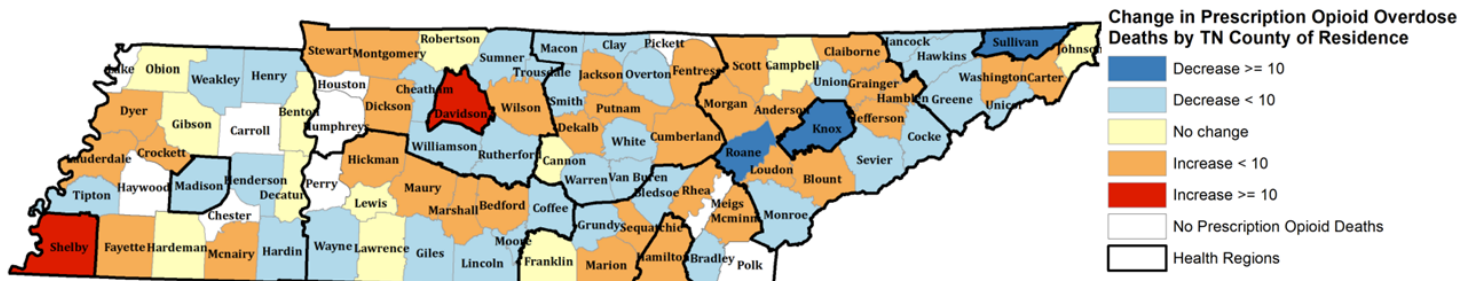 Change in Prescription Opioid Overdose
Deaths by TN County of Residence
Decrease >= 10
Decrease < 10
No change
Increase < 10
Increase >= 10
No Prescription Opioid Deaths
Health Regions
Lake
Obion
Weakley
Henry
Stewart
Montgomery
Robertson
Sumner
Macon
Clay
Pickett
Scott
Campbell
Claiborne
Hancock
Hawkins
Sullivan
Johnson
Houston
Trousdale
Jackson
Overton
Fentress
Union
Grainger
Washington
Carter
Dyer
Gibson
Carroll
Benton
Humphreys
Dickson
Cheatham
Davidson
Wilson
Smith
Putnam
Morgan
Anderson
Knox
Hamblen
Jefferson
Greene
Unicoi
Lauderdale
Crockett
Williamson
Rutherford
Dekalb
White
Cumberland
Roane
Loudon
Sevier
Cocke
Tipton
Haywood
Madison
Henderson
Decatur
Perry
Hickman
Maury
Cannon
Warren
Van Buren
Bledsoe
Rhea
Blount
Chester
Lewis
Marshall
Bedford
Coffee
Grundy
Sequatchie
Meigs
Mcminn
Monroe
Shelby
Fayette
Hardeman
Mcnairy
Hardin
Wayne
Lawrence
Giles
Lincoln
Moore
Franklin
Marion
Hamilton
Bradley
Polk